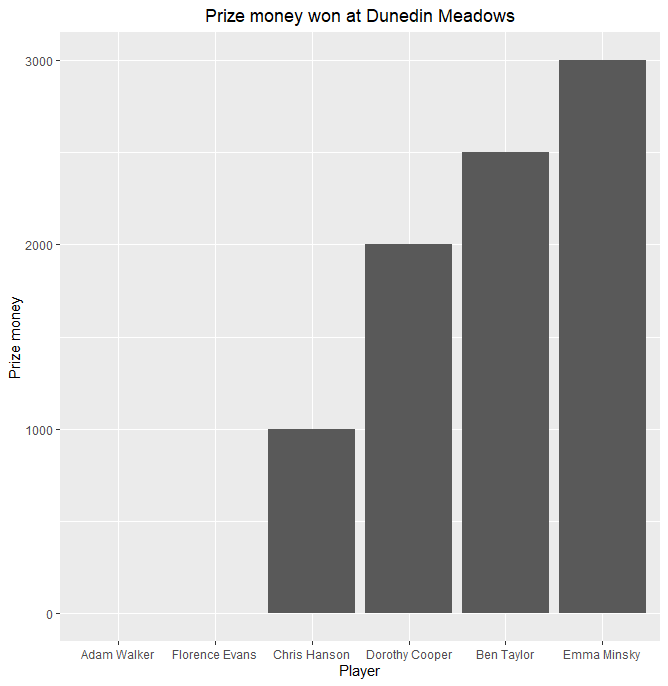 Prize money won at Dunedin Meadows
Prize money
3000
2000
1000
0
Adam Walker Florence Evans Chris Hanson Dorothy Cooper Ben Taylor Emma Minsky
Player